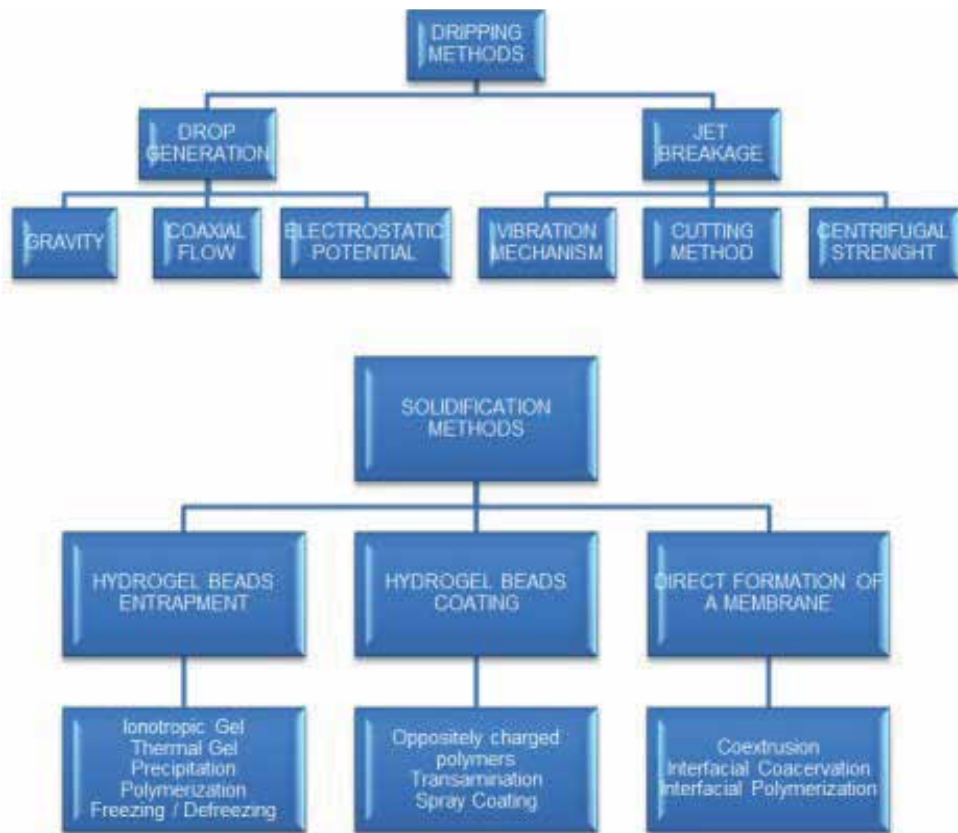 DRIPPING
METHODS
DROP
GENERATION
JET
BREAKAGE
GRAVITY
COAXIAL
FLOW
ELECTROSTATIC
POTENTIAL
VIBRATION
MECHANISM
CUTTING
METHOD
CENTRIFUGAL
STRENGHT
SOLIDIFICATION
METHODS
HYDROGEL BEADS
ENTRAPMENT
HYDROGEL BEADS
COATING
DIRECT FORMATION OF
A MEMBRANE
Ionotropic Gel
Thermal Gel
Precipitation
Polymerization
Freezing / Defreezing
Oppositely charged
polymers
Transamination
Spray Coating
Coextrusion
Interfacial Coacervation
Interfacial Polymerization